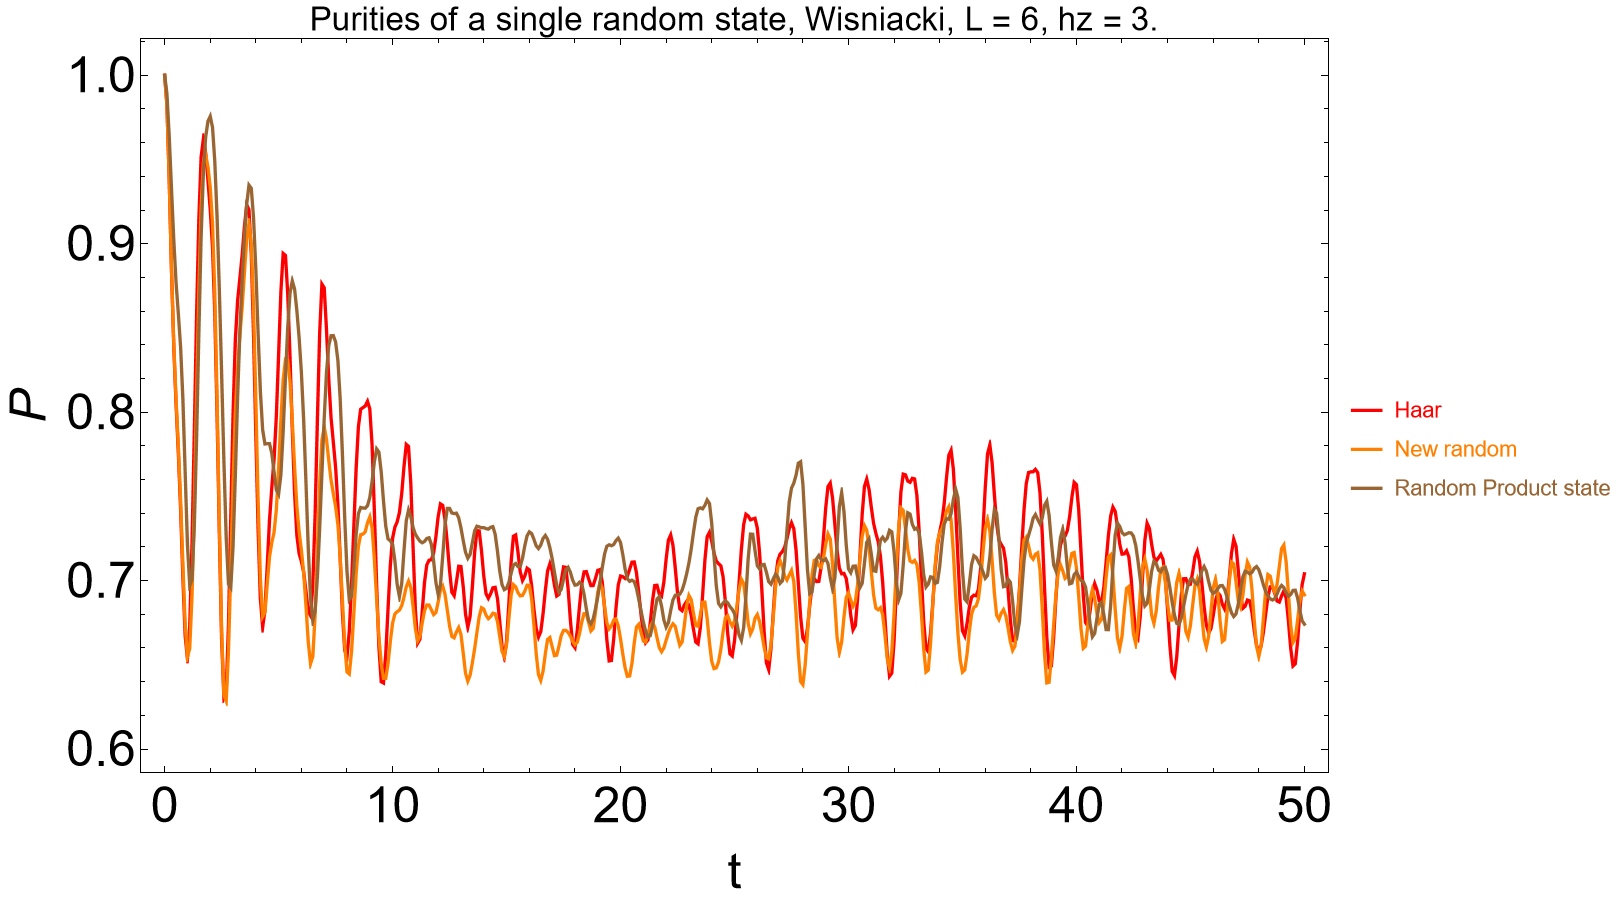 Purities of a single random state, Wisniacki, L = 6, hz = 3.
1.0
0.9
0.8
0.7
0.6
P
0 10 20 30 40 50
t
Haar
New random
Random Product state